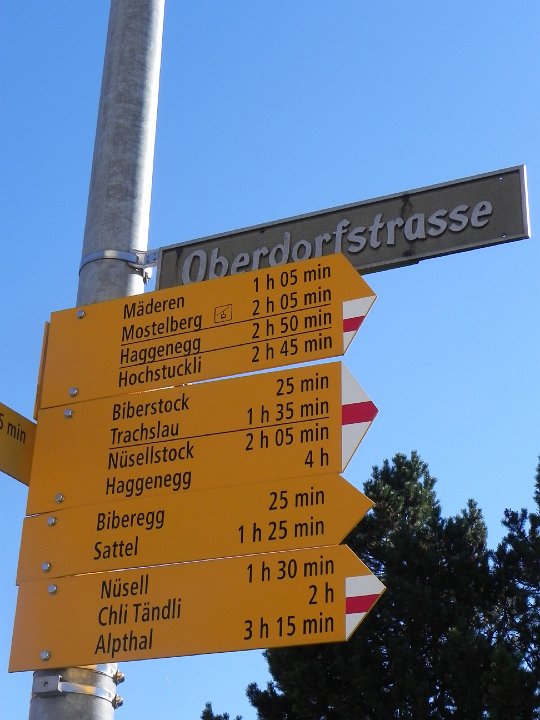 Oberdorfstrasse
Mäderen 1 h 05 min
Mostelberg 2 h 05 min
Haggenegg 2 h 50 min
Hochstuckli 2 h 45 min
Biberstock 25 min
Trachslau 1 h 35 min
Nüsellstock 2 h 05 min
Haggenegg 4 h
5 min
Biberegg 25 min
Sattel 1 h 25 min
Nüsell 1 h 30 min
Chli Tändli 2 h
Alpthal 3 h 15 min